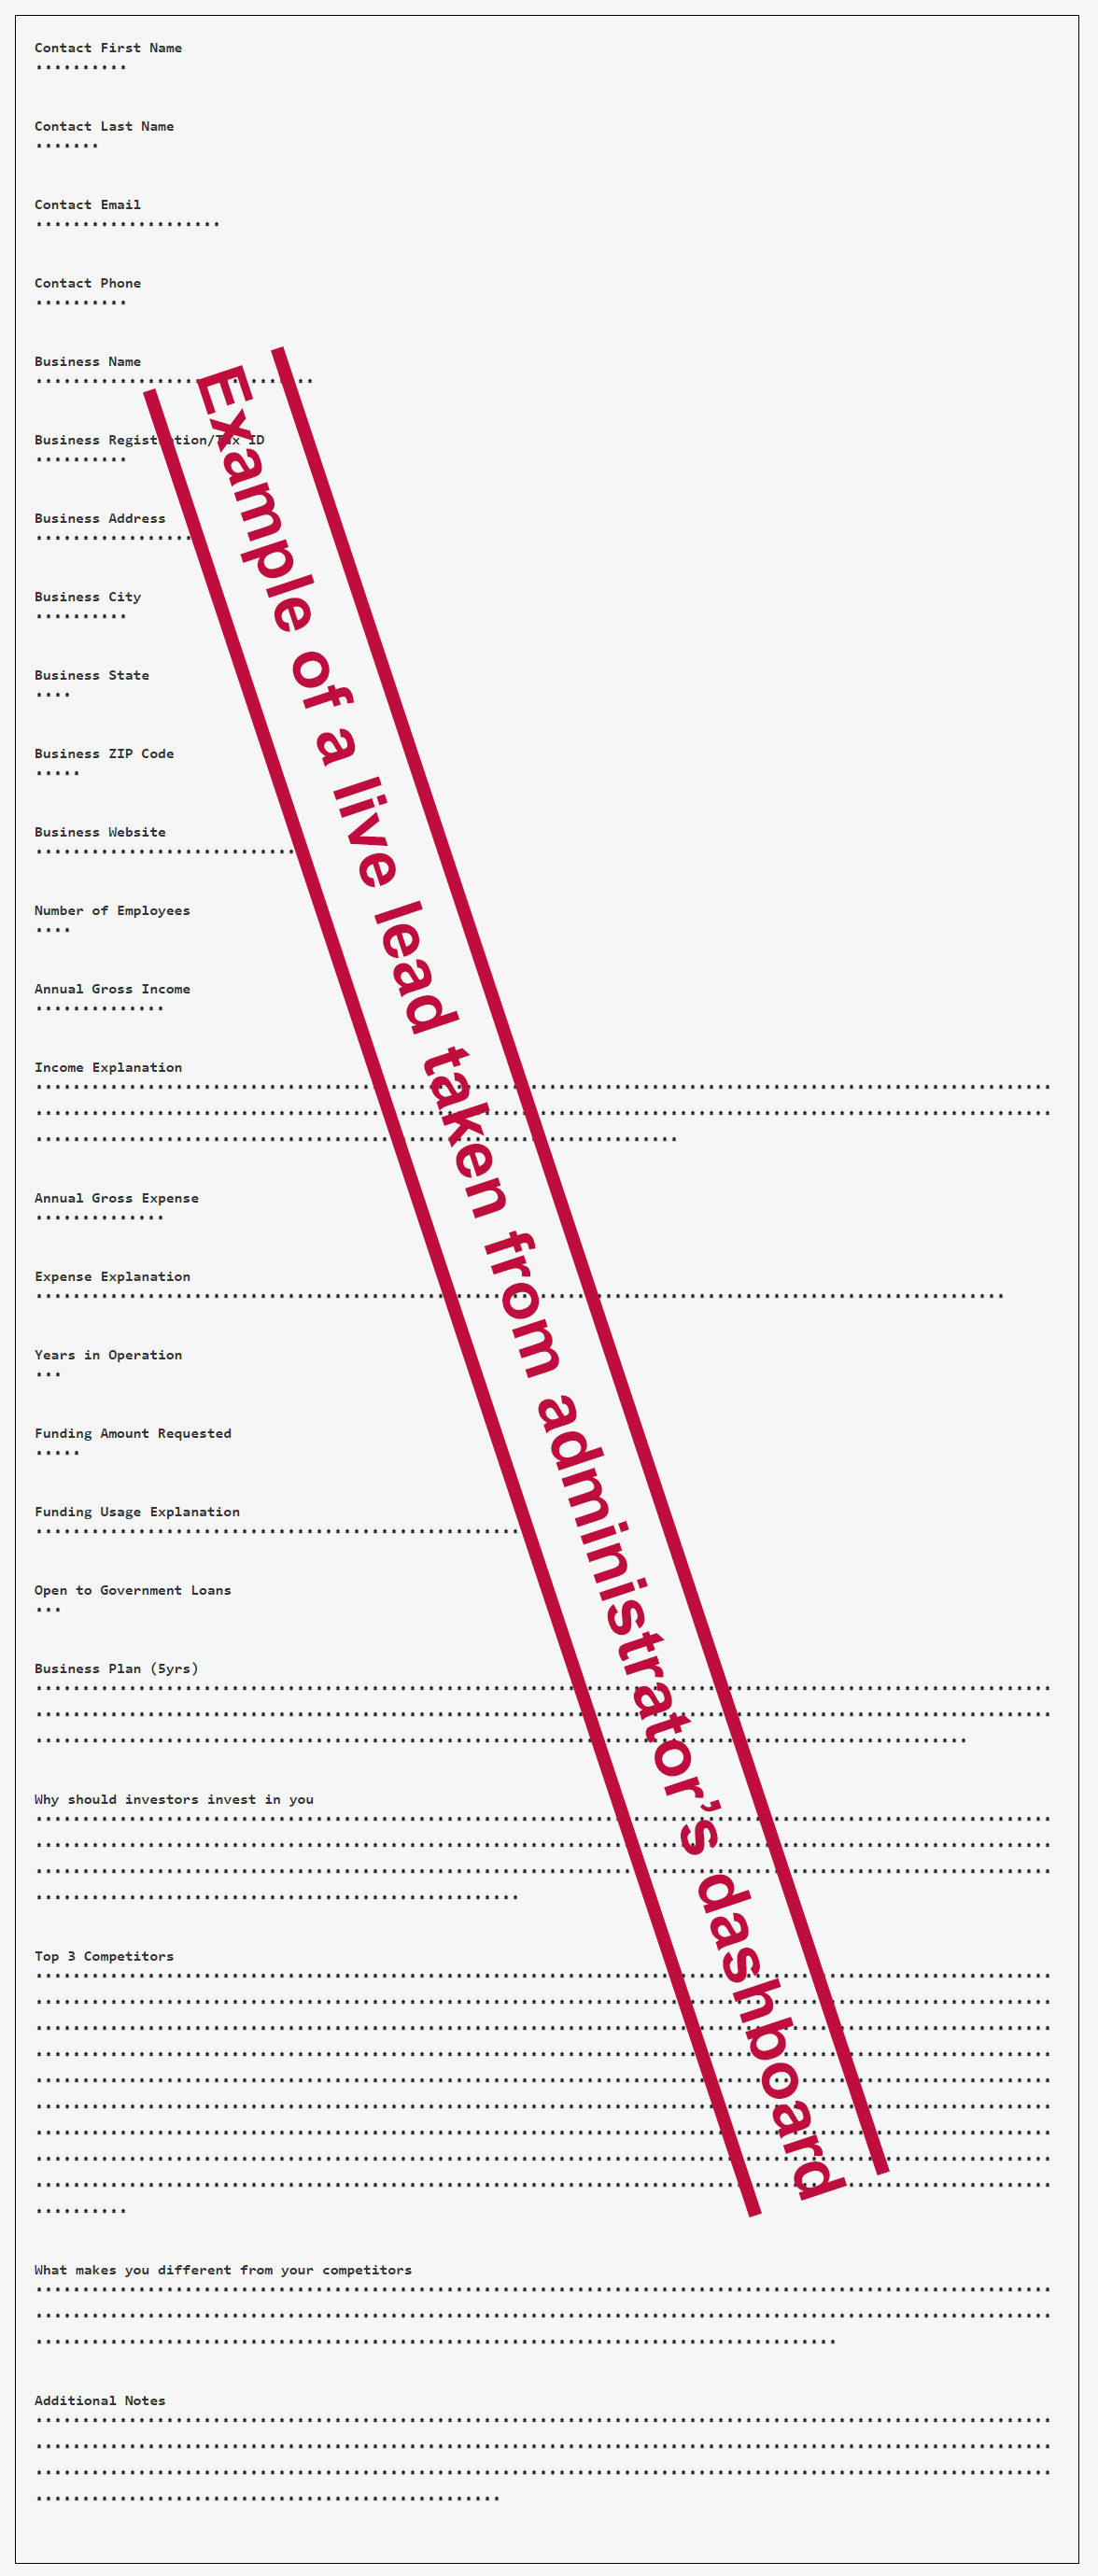 Contact First Name
Contact Last Name
Contact Email
Contact Phone
Business Name
Business Registration/Tax ID
Business Address
Business City
Business State
Business ZIP Code
Business Website
Number of Employees
Annual Gross Income
Income Explanation
Annual Gross Expense
Expense Explanation
Years in Operation
Funding Amount Requested
Funding Usage Explanation
Open to Government Loans
Business Plan (5yrs)
Why should investors invest in you
Top 3 Competitors
What makes you different from your competitors
Additional Notes
Example of a live lead taken from administrator’s dashboard